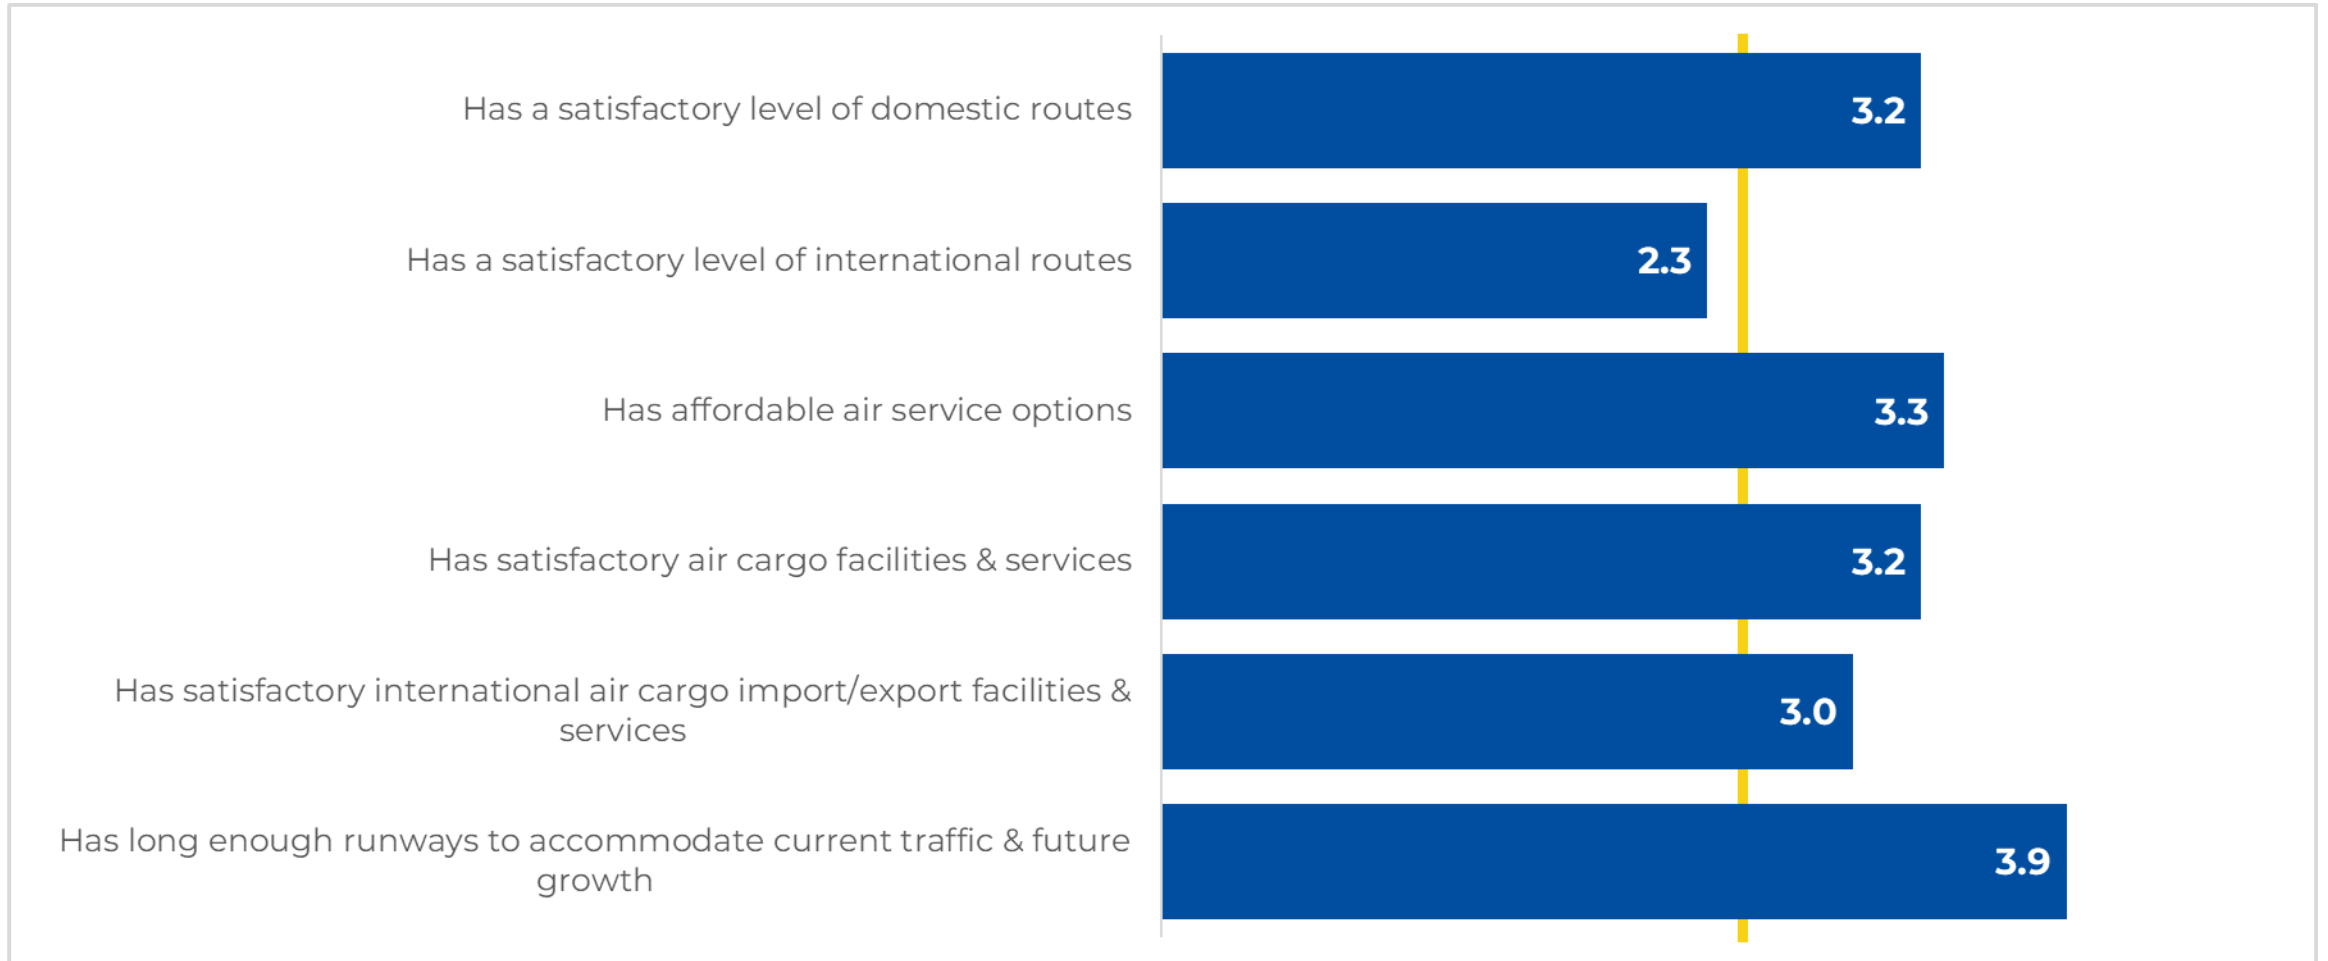 Has a satisfactory level of domestic routes
3.2
Has a satisfactory level of international routes
2.3
Has affordable air service options
3.3
Has satisfactory air cargo facilities & services
3.2
Has satisfactory international air cargo import/export facilities &
services
3.0
Has long enough runways to accommodate current traffic & future
growth
3.9